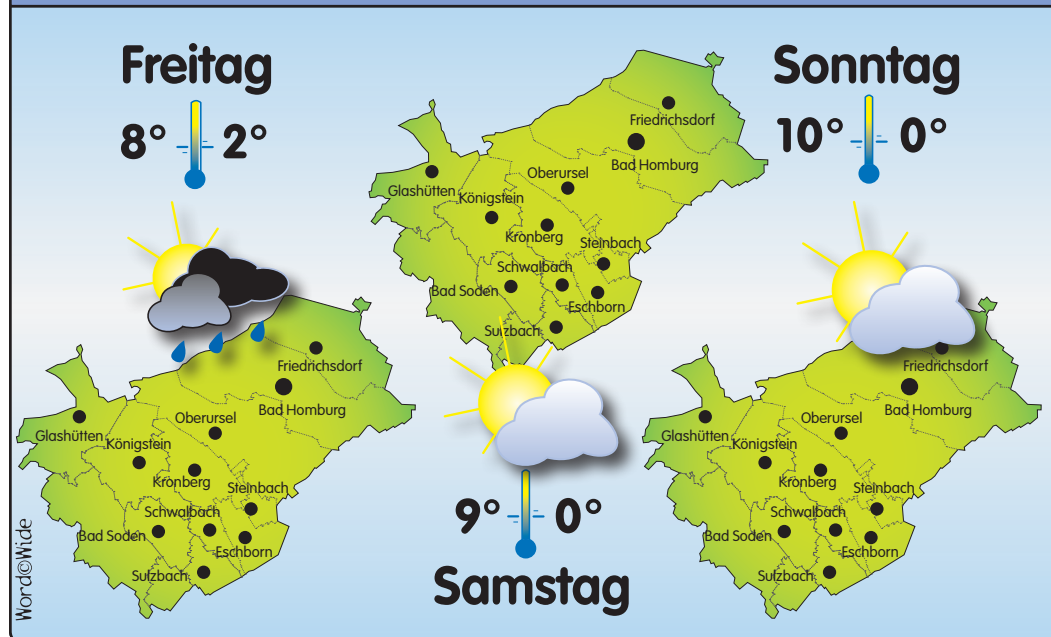 Freitag
8° 2°
Friedrichsdorf
Bad Homburg
Oberursel
Glashütten
Königstein
Kronberg
Steinbach
Schwalbach
Bad Soden
Eschborn
Sulzbach
Friedrichsdorf
Bad Homburg
Oberursel
Glashütten
Königstein
Kronberg
Steinbach
Schwalbach
Bad Soden
Eschborn
Sulzbach
9° 0°
Samstag
Sonntag
10° 0°
Friedrichsdorf
Bad Homburg
Oberursel
Glashütten
Königstein
Kronberg
Steinbach
Schwalbach
Bad Soden
Eschborn
Sulzbach
Word©Wide